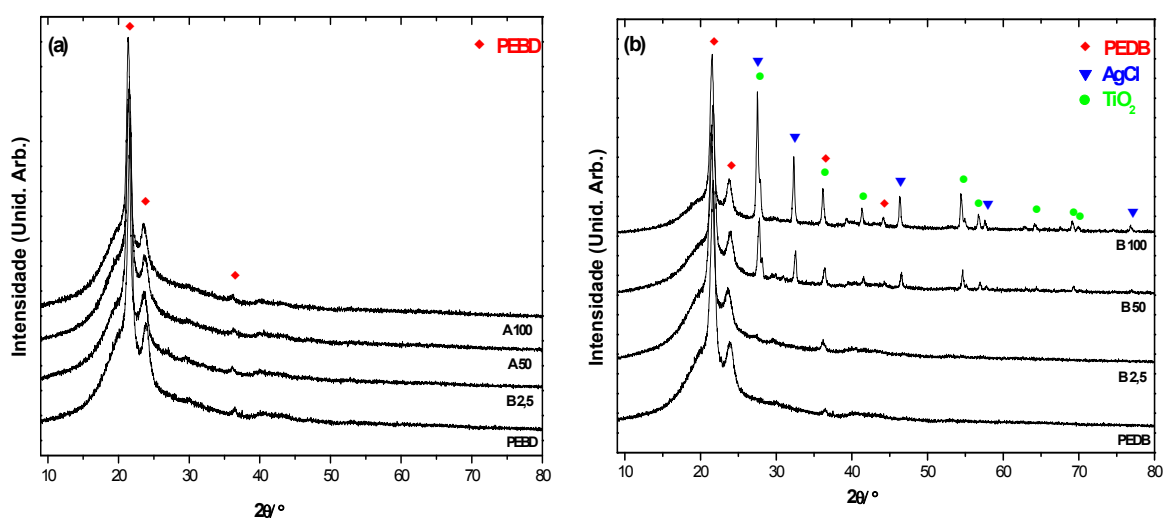 (a)
PEBD
Intensidade (Unid. Arb.)
A100
A50
B2,5
PEBD
10 20 30 40 50 60 70 80
2θ/ °
(b)
PEDB
AgCl
TiO2
Intensidade (Unid. Arb.)
B100
B50
B2,5
PEDB
10 20 30 40 50 60 70 80
2θ/ °